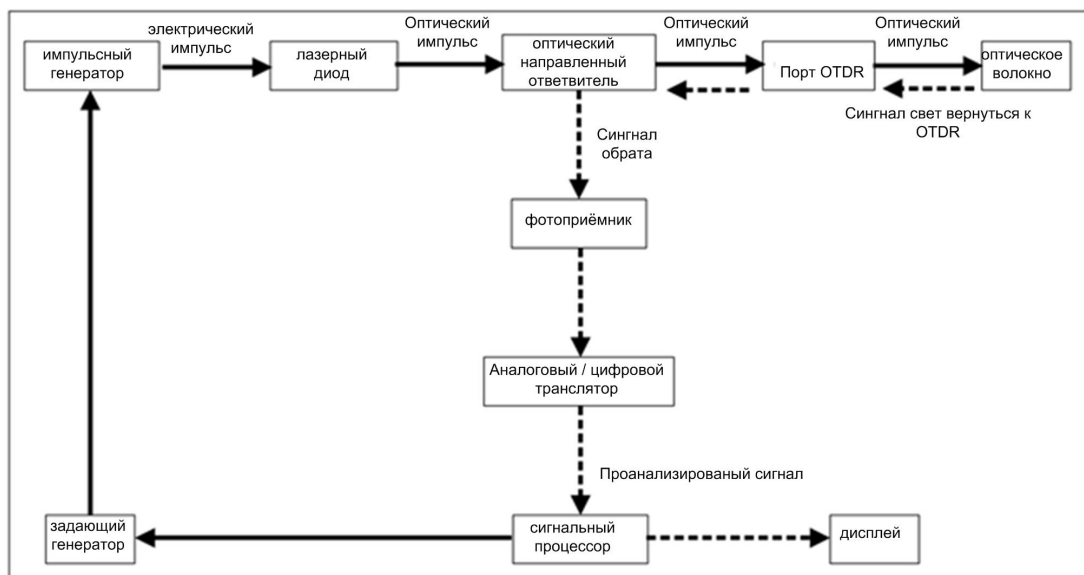 электрический
импульс
Оптический
импульс
Оптический
импульс
Оптический
импульс
импульсный
генератор
лазерный
диод
оптический
направленный
ответвитель
Порт OTDR
оптическое
волокно
Сингнал свет вернуться к
OTDR
Сингнал
обрата
фотоприёмник
Аналоговый / цифровой
транслятор
Проанализированый сигнал
задающий
генератор
сигнальный
процессор
дисплей